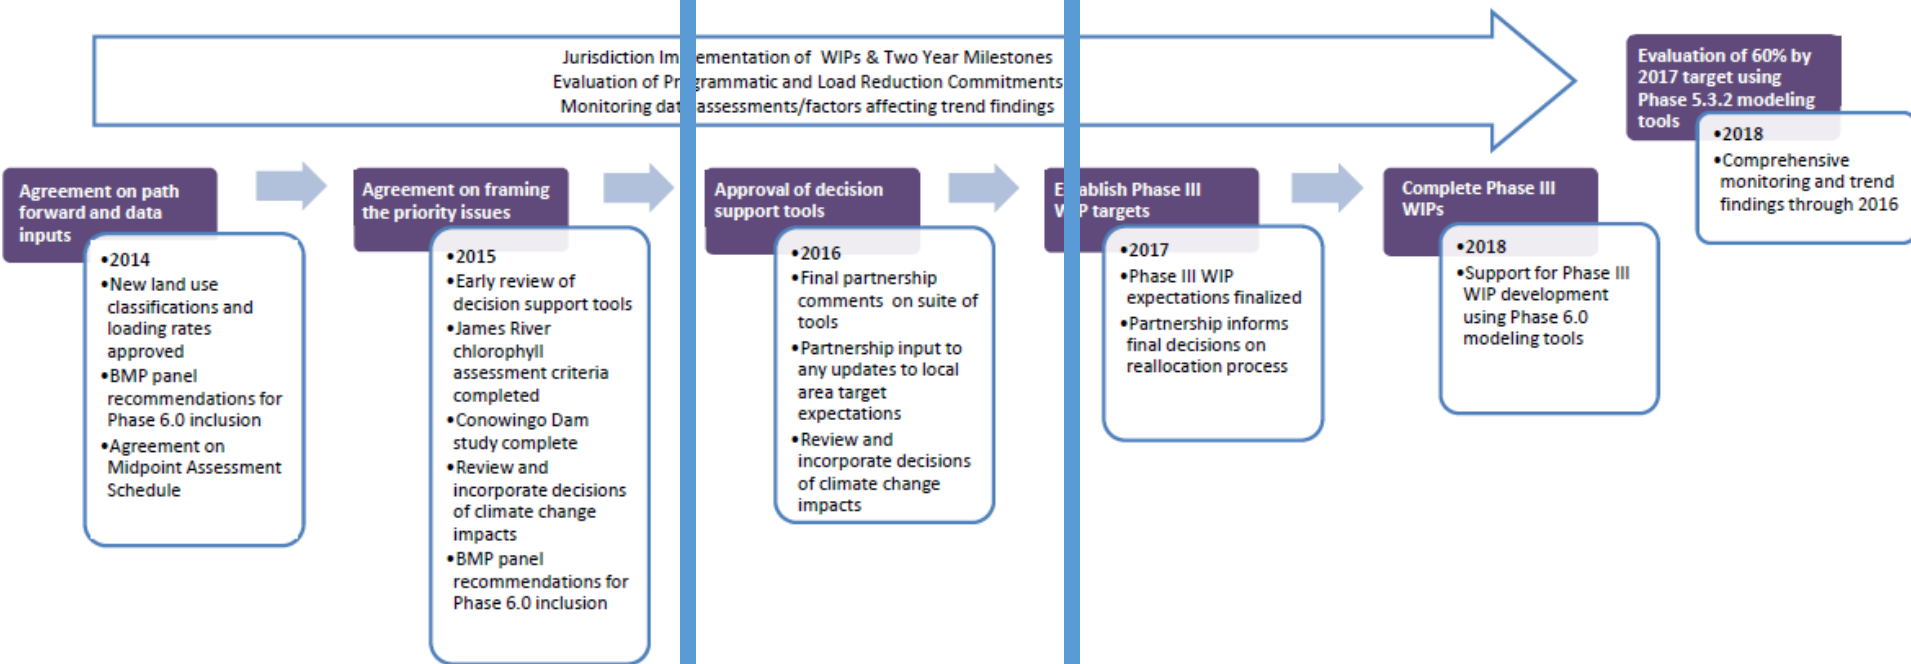 Jurisdiction Im ementation of WIPs & Two Year Milestones
Evaluation of Pr grammatic and Load Reduction Commitments
Monitoring dat assessments/factors affecting trend findings
Evaluation of 60% by
2017 target using
Phase 5.3.2 modeling
tools
•2018
•Comprehensive
monitoring and trend
findings through 2016
Agreement on path
forward and data
inputs
•2014
•New land use
classifications and
loading rates
approved
•BMP panel
recommendations for
Phase 6.0 inclusion
•Agreement on
Midpoint Assessment
Schedule
Agreement on framing
the priority issues
•2015
•Early review of
decision support tools
•James River
chlorophyll
assessment criteria
completed
•Conowingo Dam
study complete
•Review and
incorporate decisions
of climate change
impacts
•BMP panel
recommendations for
Phase 6.0 inclusion
Approval of decision
support tools
•2016
•Final partnership
comments on suite of
tools
•Partnership input to
any updates to local
area target
expectations
•Review and
incorporate decisions
of climate change
impacts
E tablish Phase III
W P targets
•2017
•Phase III WIP
expectations finalized
•Partnership informs
final decisions on
reallocation process
Complete Phase III
WIPs
•2018
•Support for Phase III
WIP development
using Phase 6.0
modeling tools